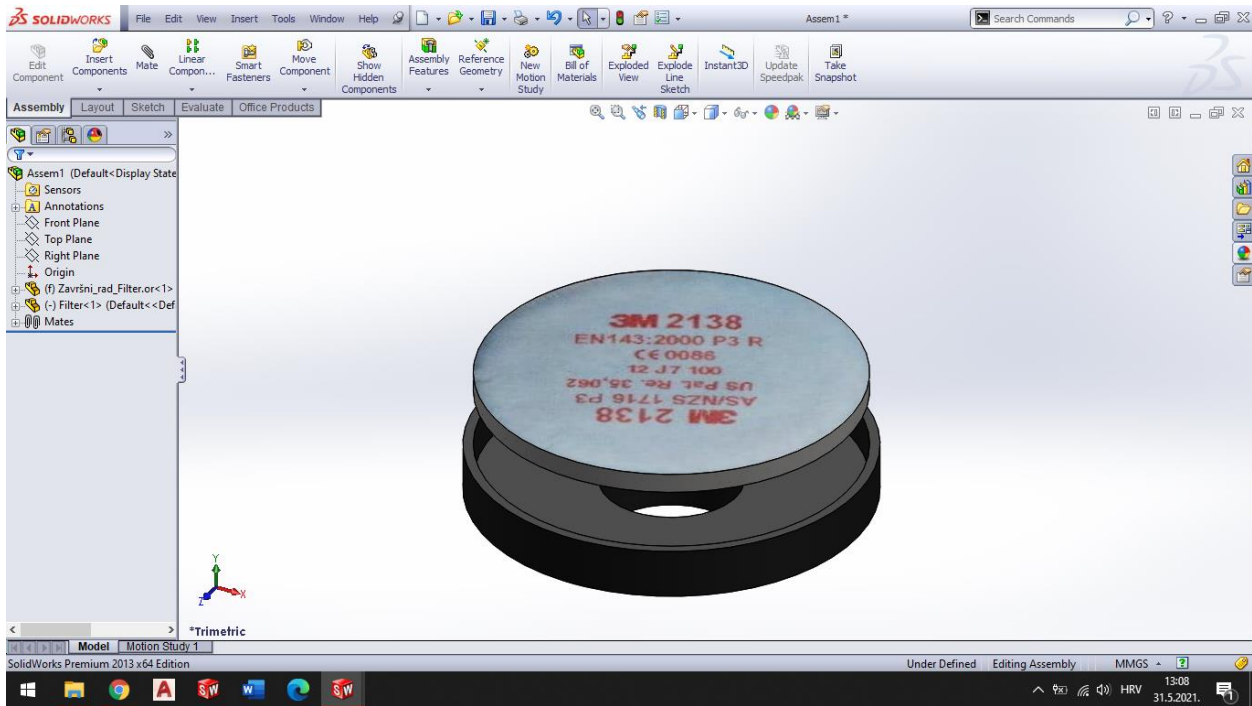 SOLIDWORKS File Edit View Insert Tools Window Help Assem1 * Search Commands
Edit Component Insert Components Mate Linear Compon... Smart Fasteners Move Component Show Hidden Components Assembly Features Reference Geometry New Motion Study Bill of Materials Exploded View Explode Line Sketch Instant3D Update Speedpak Take Snapshot
Assembly Layout Sketch Evaluate Office Products
Assem1 (Default<Display State
Sensors
Annotations
Front Plane
Top Plane
Right Plane
Origin
(f) Završni_rad_Filter.or<1>
(-) Filter<1> (Default<<Def
Mates
3M 2138
EN143:2000 P3 R
CE 0086
12 J7 100
US Pat. Re. 35,062
AS/NZS 1716 P3
3M 2138
Y
X
Z
*Trimetric
Model Motion Study 1
SolidWorks Premium 2013 x64 Edition Under Defined Editing Assembly MMGS
HRV 13:08
31.5.2021.